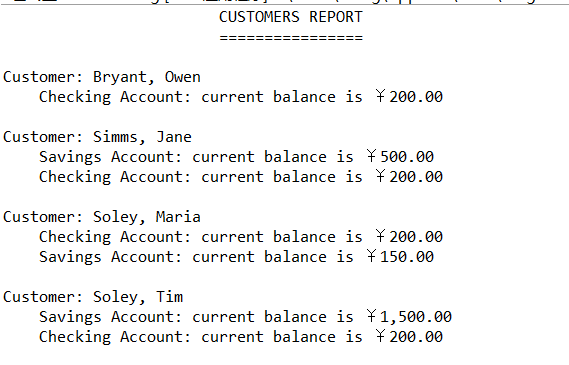 CUSTOMERS REPORT
================
Customer: Bryant, Owen
Checking Account: current balance is ¥200.00
Customer: Simms, Jane
Savings Account: current balance is ¥500.00
Checking Account: current balance is ¥200.00
Customer: Soley, Maria
Checking Account: current balance is ¥200.00
Savings Account: current balance is ¥150.00
Customer: Soley, Tim
Savings Account: current balance is ¥1,500.00
Checking Account: current balance is ¥200.00